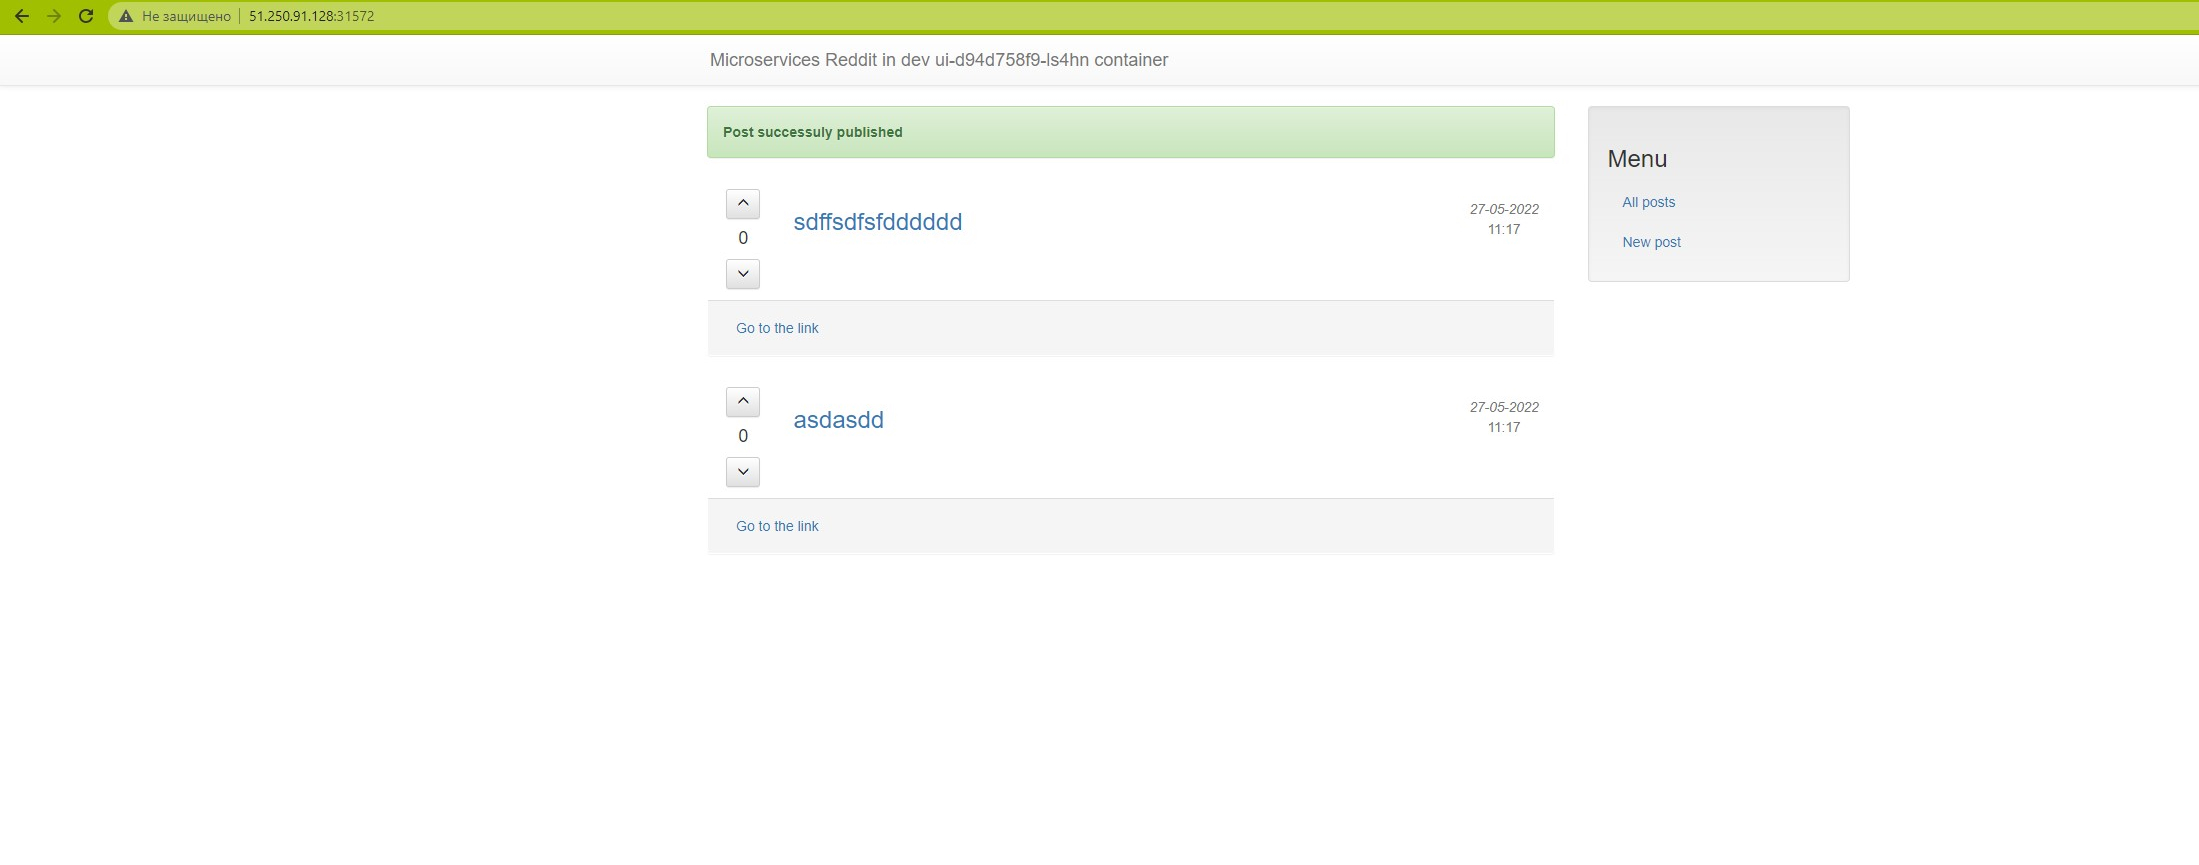 Не защищено 51.250.91.128:31572
Microservices Reddit in dev ui-d94d758f9-ls4hn container
Post successuly published
0
sdffsdfsfdddddd
27-05-2022
11:17
Go to the link
0
asdasdd
27-05-2022
11:17
Go to the link
Menu
All posts
New post